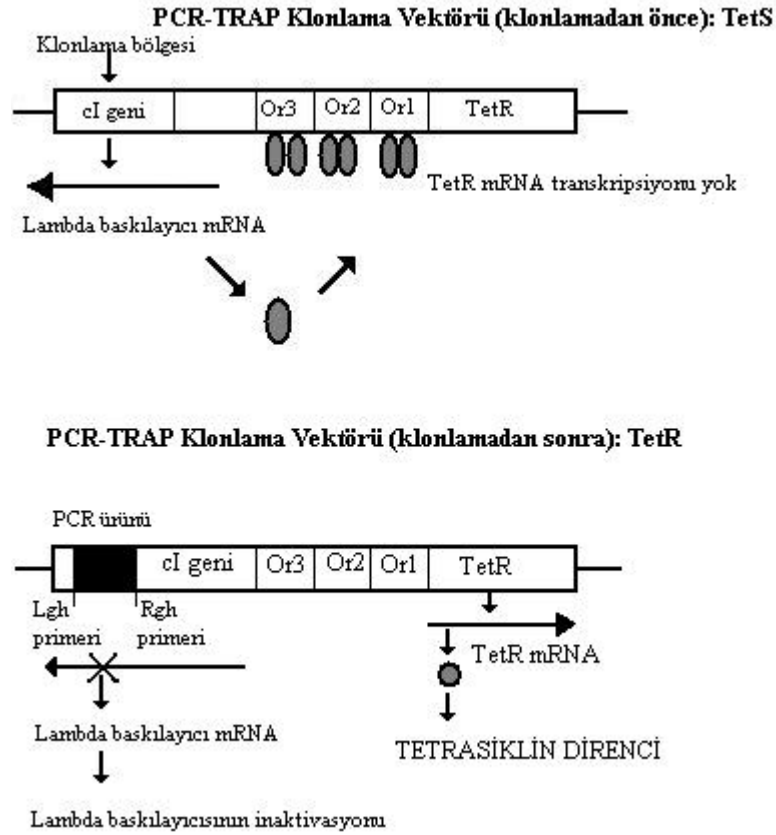 PCR-TRAP Klonlama Vektörü (klonlamadan önce): TetS
Klonlama bölgesi
cI geni Or3 Or2 Or1 TetR
TetR mRNA transkripsiyonu yok
Lambda baskılayıcı mRNA
PCR-TRAP Klonlama Vektörü (klonlamadan sonra): TetR
PCR ürünü
cI geni Or3 Or2 Or1 TetR
Lgh primeri
Rgh primeri
TetR mRNA
Lambda baskılayıcı mRNA
TETRASİKLİN DİRENCİ
Lambda baskılayıcısının inaktivasyonu